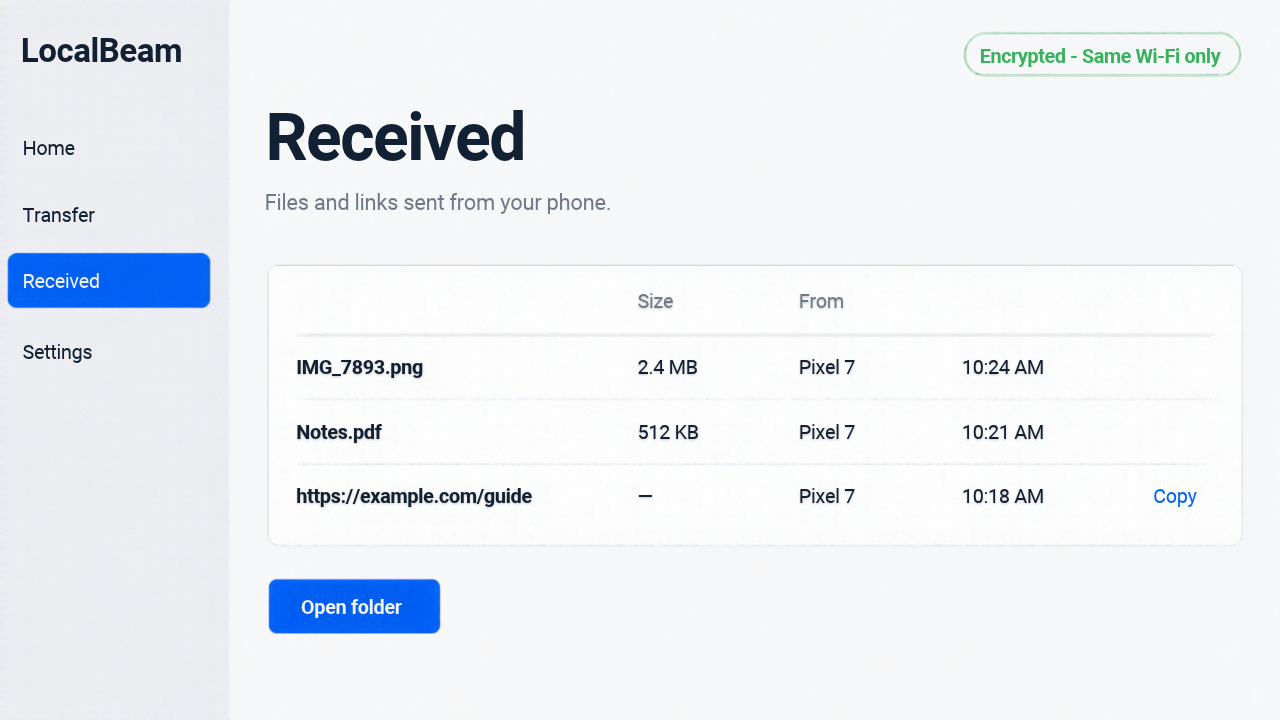 LocalBeam
Encrypted - Same Wi-Fi only
Home
Transfer
Received
Settings
Received
Files and links sent from your phone.
Size From
IMG_7893.png 2.4 MB Pixel 7 10:24 AM
Notes.pdf 512 KB Pixel 7 10:21 AM
https://example.com/guide — Pixel 7 10:18 AM Copy
Open folder